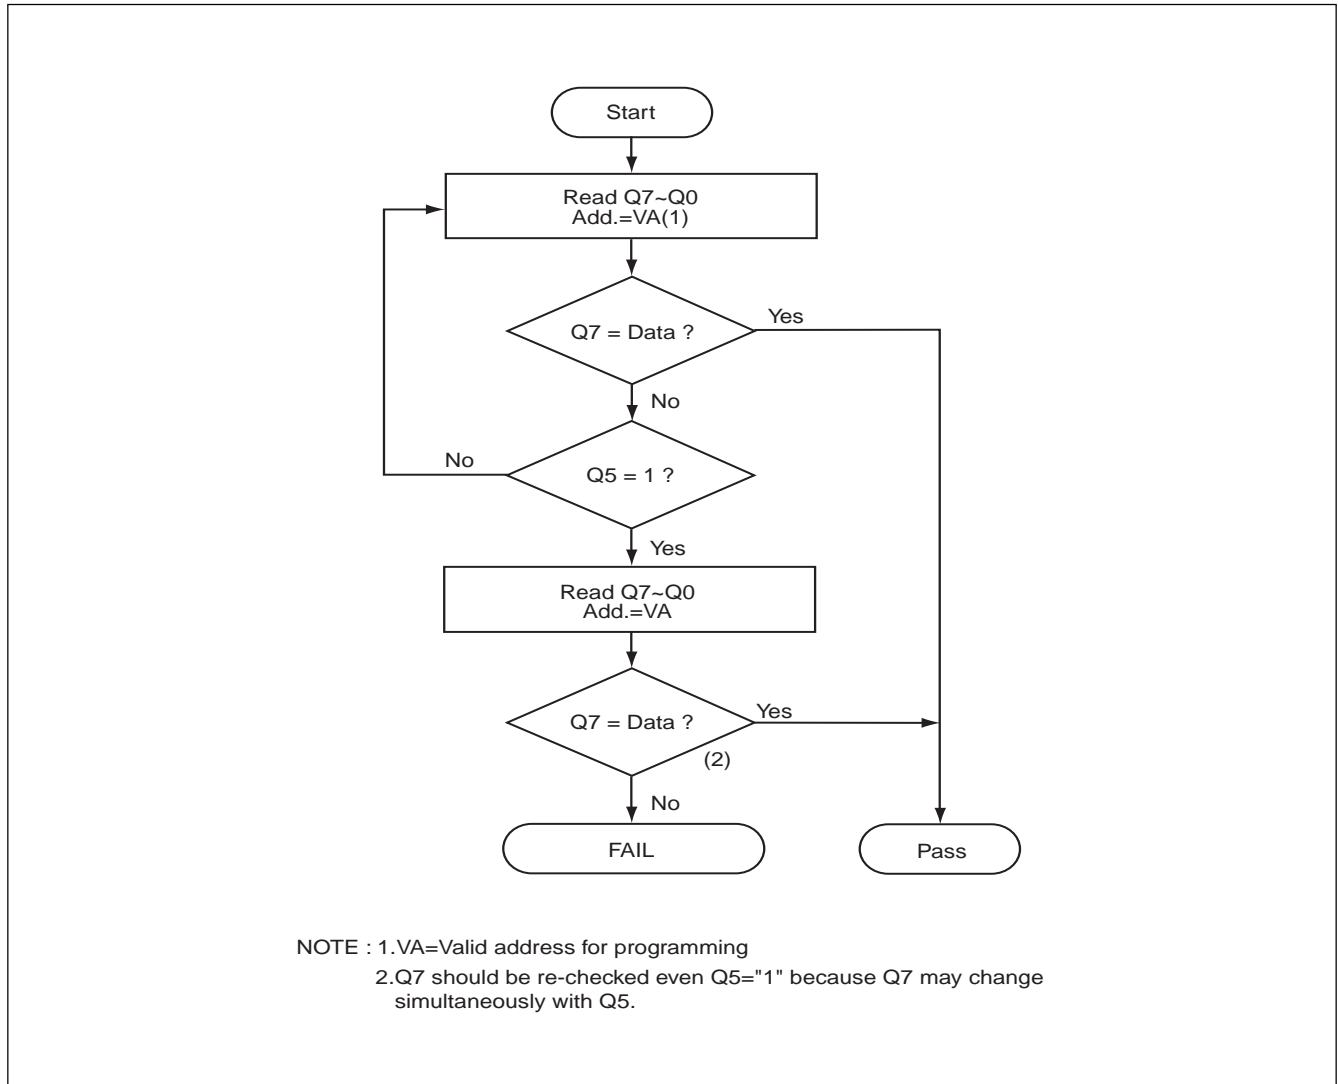 Start
Read Q7~Q0
Add.=VA(1)
Q7 = Data ?
Yes
No
No
Q5 = 1 ?
Yes
Read Q7~Q0
Add.=VA
Q7 = Data ?
Yes
(2)
No
FAIL
Pass
NOTE : 1.VA=Valid address for programming
2.Q7 should be re-checked even Q5="1" because Q7 may change
simultaneously with Q5.